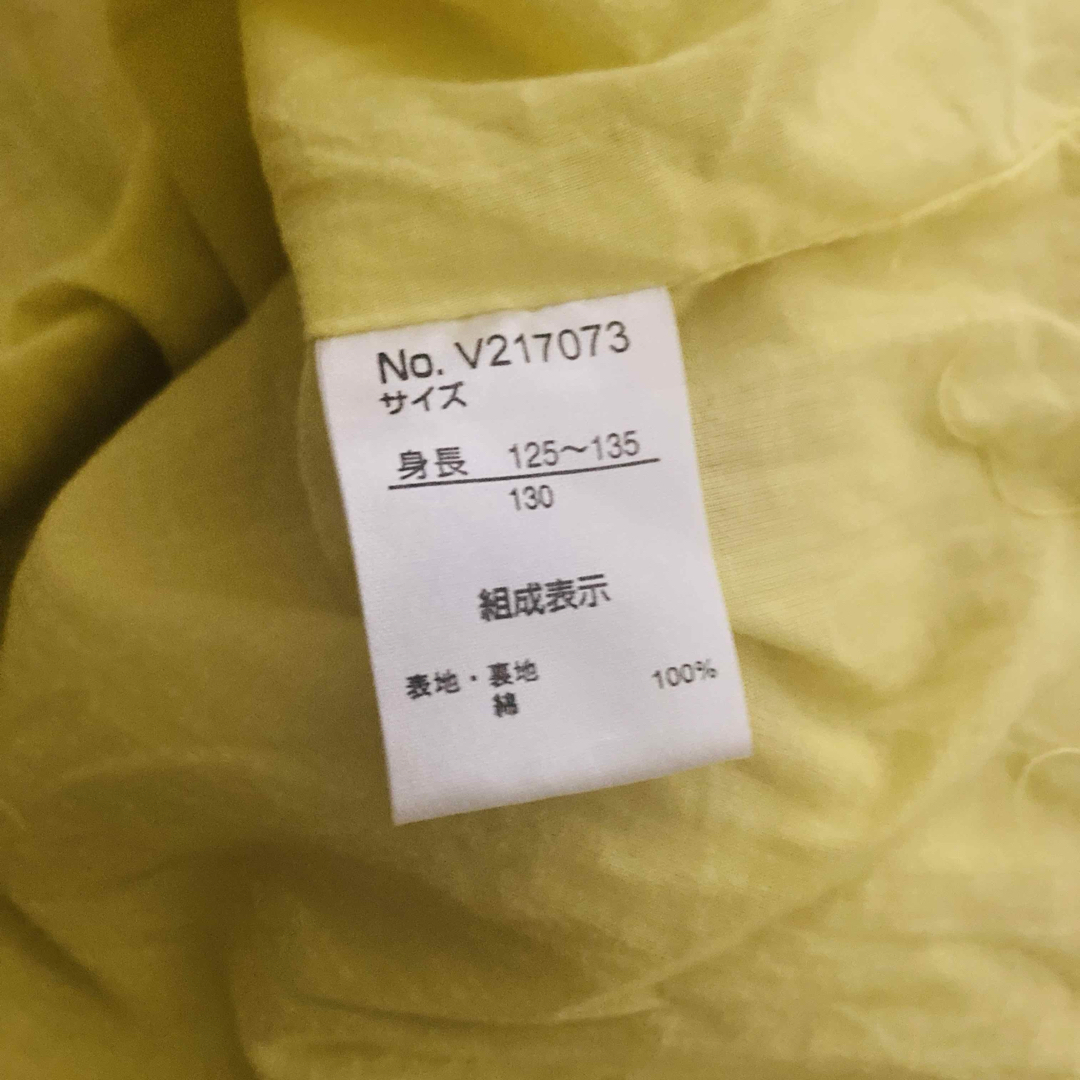 No. V217073
サイズ
身長 125〜135
130
組成表示
表地・裏地
綿 100%